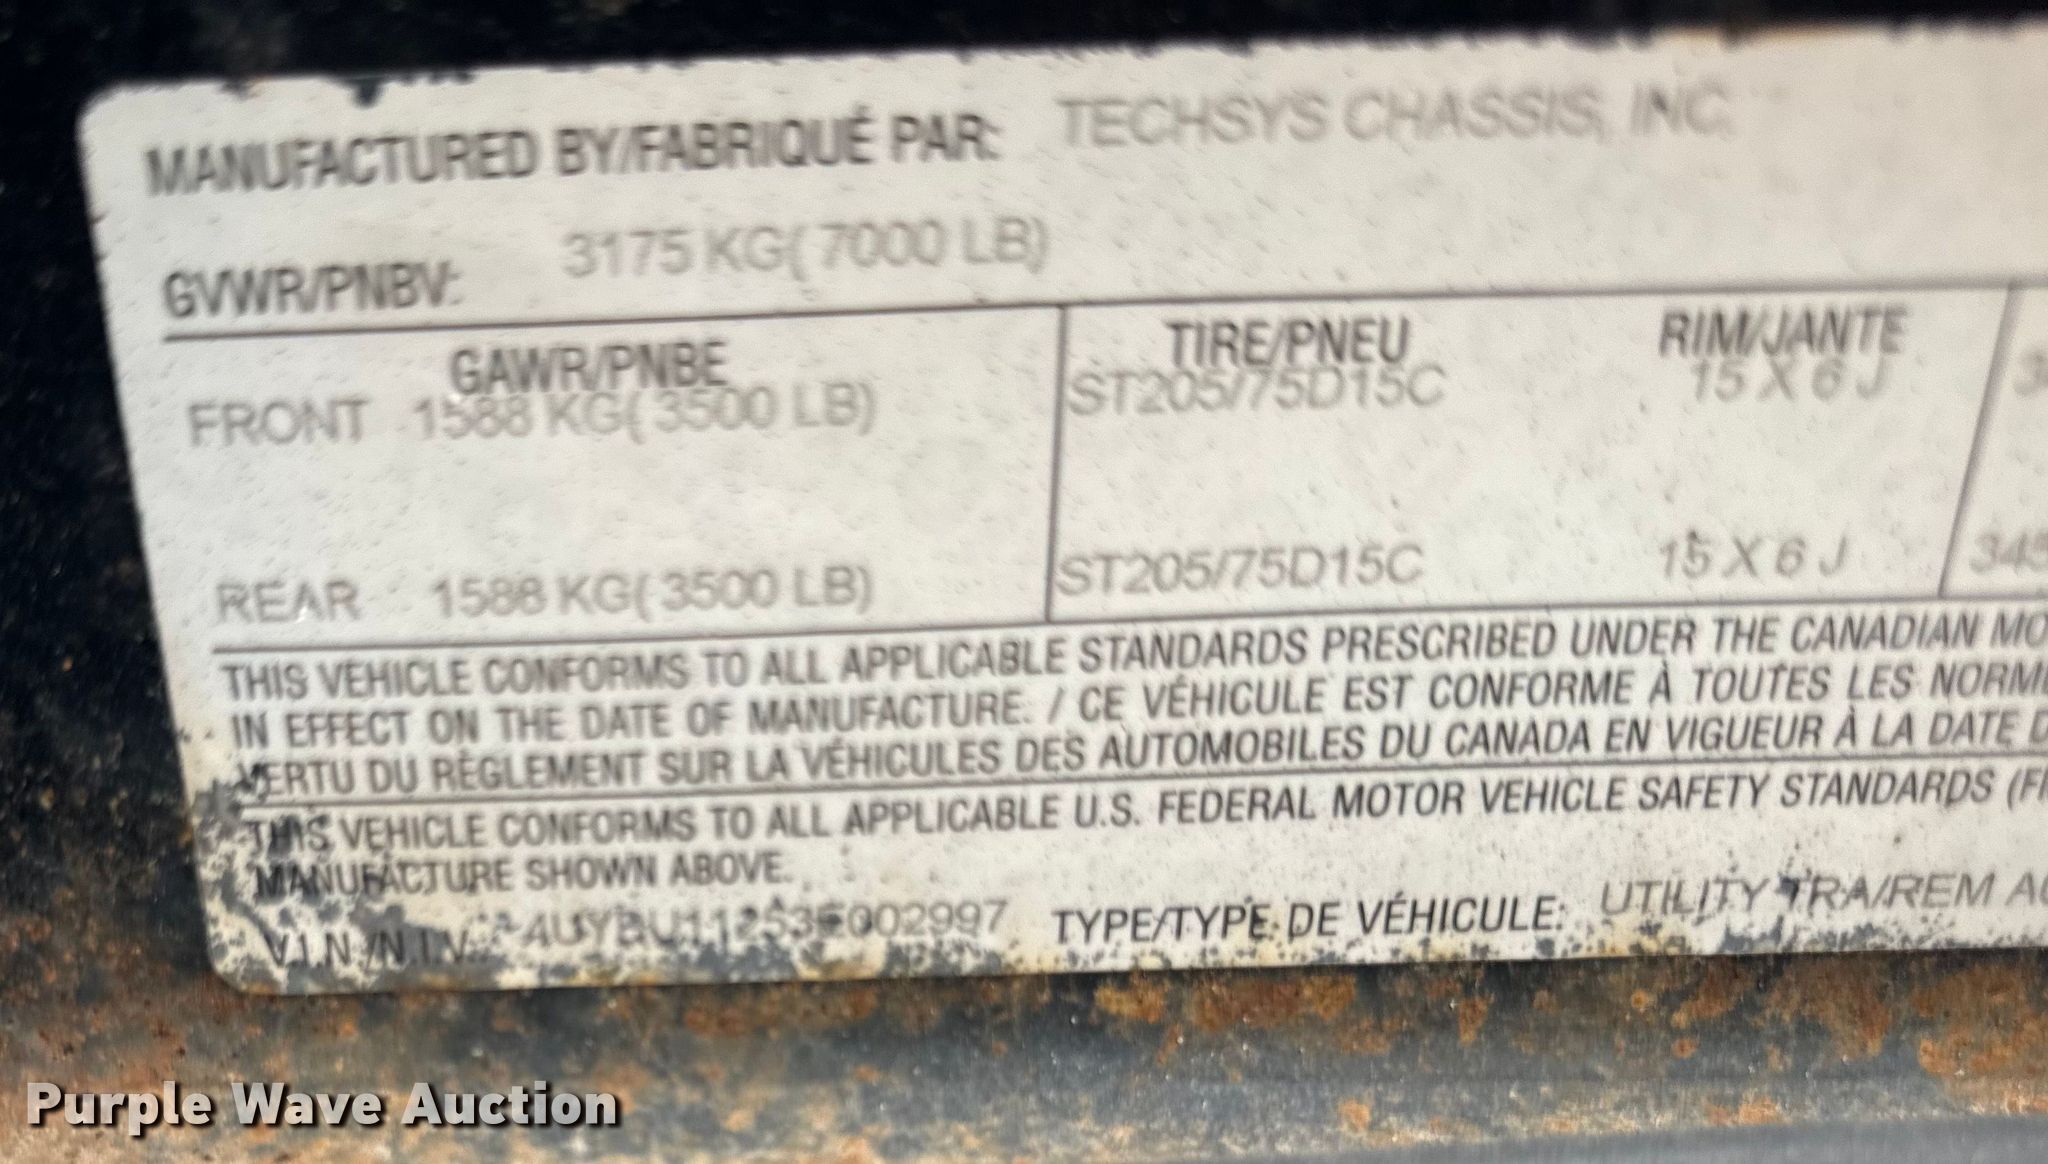 MANUFACTURED BY/FABRIQUÉ PAR: TECHSYS CHASSIS, INC.
GVWR/PNBV: 3175 KG( 7000 LB)
GAWR/PNBE TIRE/PNEU RIM/JANTE
FRONT 1588 KG( 3500 LB) ST205/75D15C 15 X 6 J
REAR 1588 KG( 3500 LB) ST205/75D15C 15 X 6 J 345
THIS VEHICLE CONFORMS TO ALL APPLICABLE STANDARDS PRESCRIBED UNDER THE CANADIAN MO
IN EFFECT ON THE DATE OF MANUFACTURE. / CE VÉHICULE EST CONFORME À TOUTES LES NORME
VERTU DU RÈGLEMENT SUR LA VÉHICULES DES AUTOMOBILES DU CANADA EN VIGUEUR À LA DATE D
THIS VEHICLE CONFORMS TO ALL APPLICABLE U.S. FEDERAL MOTOR VEHICLE SAFETY STANDARDS (F
MANUFACTURE SHOWN ABOVE.
V.I.N./N.I.V.: TYPE/TYPE DE VÉHICULE: UTILITY TRA/REM A
Purple Wave Auction